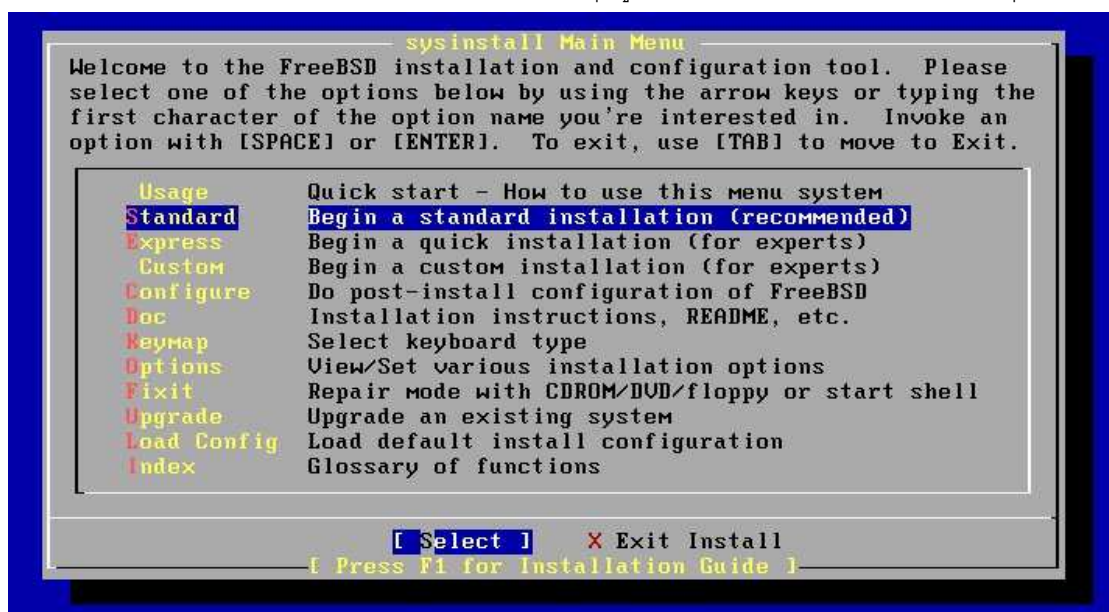 sysinstall Main Menu
Welcome to the FreeBSD installation and configuration tool.  Please
select one of the options below by using the arrow keys or typing the
first character of the option name you're interested in.  Invoke an
option with [SPACE] or [ENTER].  To exit, use [TAB] to move to Exit.
Usage Quick start - How to use this menu system
Standard Begin a standard installation (recommended)
Express Begin a quick installation (for experts)
Custom Begin a custom installation (for experts)
Configure Do post-install configuration of FreeBSD
Doc Installation instructions, README, etc.
Keymap Select keyboard type
Options View/Set various installation options
Fixit Repair mode with CDROM/DVD/floppy or start shell
Upgrade Upgrade an existing system
Load Config Load default install configuration
Index Glossary of functions
[ Select ] X Exit Install
[ Press F1 for Installation Guide ]